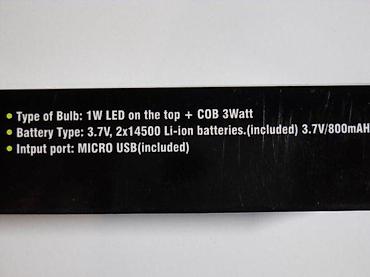 • Type of Bulb: 1W LED on the top + COB 3Watt
• Battery Type: 3.7V, 2x14500 Li-ion batteries.(included) 3.7V/800mAH
• Intput port: MICRO USB(included)